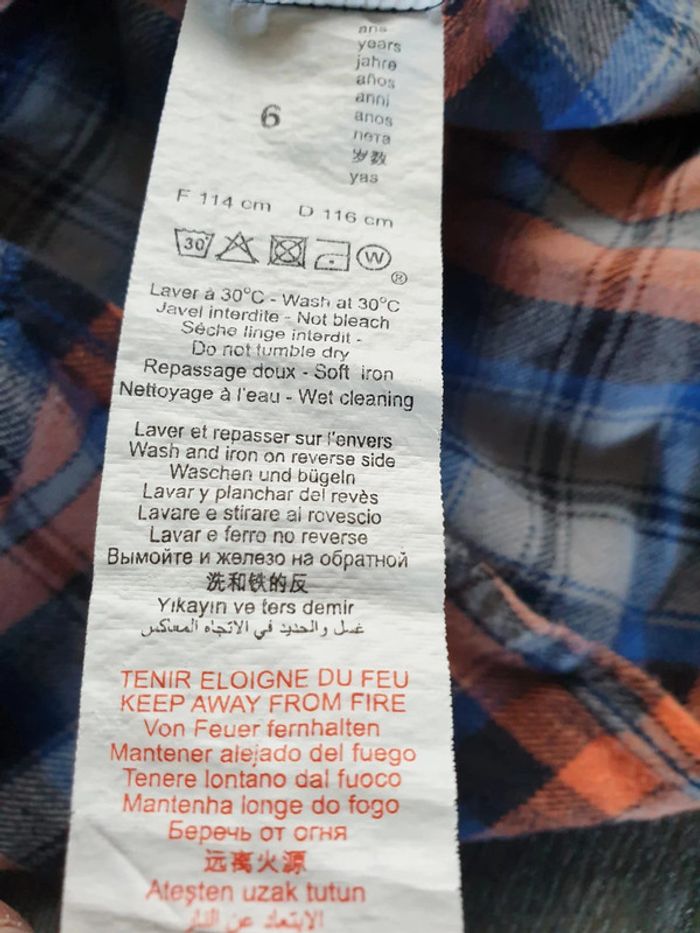 ans
years
jahre
años
anni
anos
лета
岁数
yas
6
F 114 cm D 116 cm
30 W
®
Laver à 30°C - Wash at 30°C
Javel interdite - Not bleach
Sèche linge interdit -
Do not tumble dry
Repassage doux - Soft iron
Nettoyage à l'eau - Wet cleaning
Laver et repasser sur l'envers
Wash and iron on reverse side
Waschen und bügeln
Lavar y planchar del revès
Lavare e stirare al rovescio
Lavar e ferro no reverse
Вымойте и железо на обратной
洗和铁的反
Yıkayın ve ters demir
غسل والحديد في الاتجاه المعاكس
TENIR ELOIGNE DU FEU
KEEP AWAY FROM FIRE
Von Feuer fernhalten
Mantener alejado del fuego
Tenere lontano dal fuoco
Mantenha longe do fogo
Беречь от огня
远离火源
Ateşten uzak tutun
الابتعاد عن النار